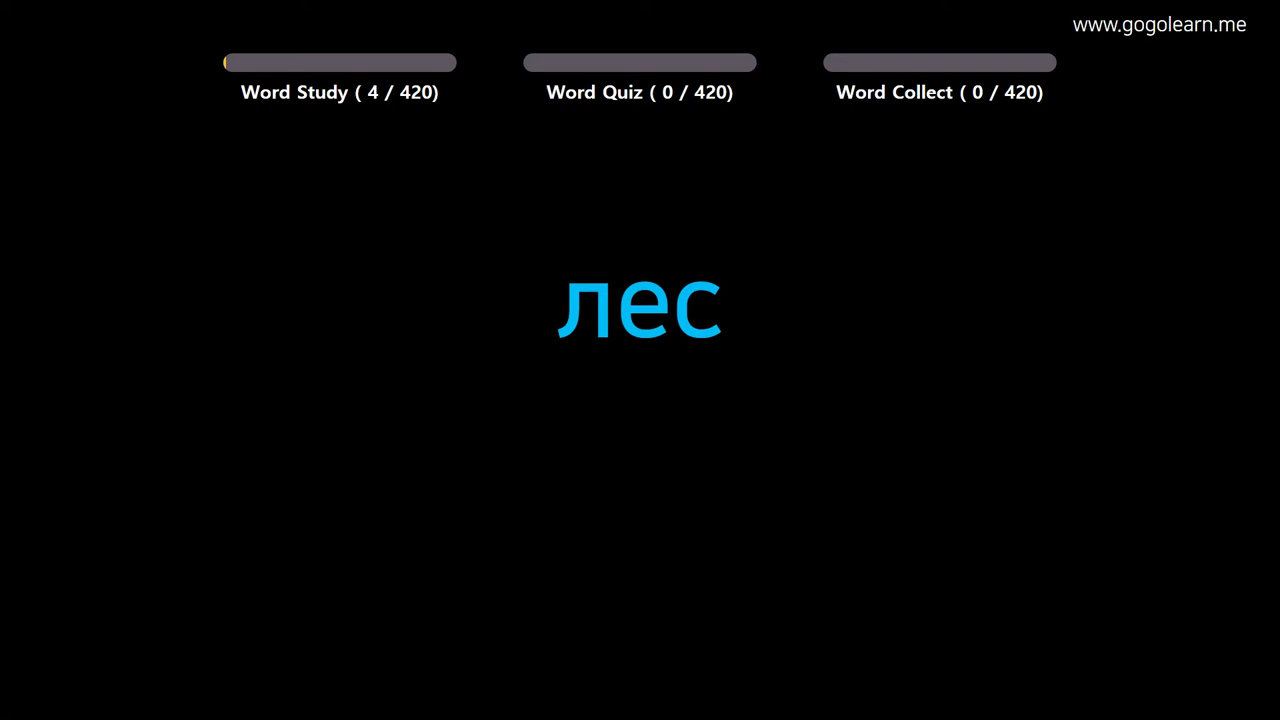 www.gogolearn.me
Word Study ( 4 / 420)
Word Quiz ( 0 / 420)
Word Collect ( 0 / 420)
лес